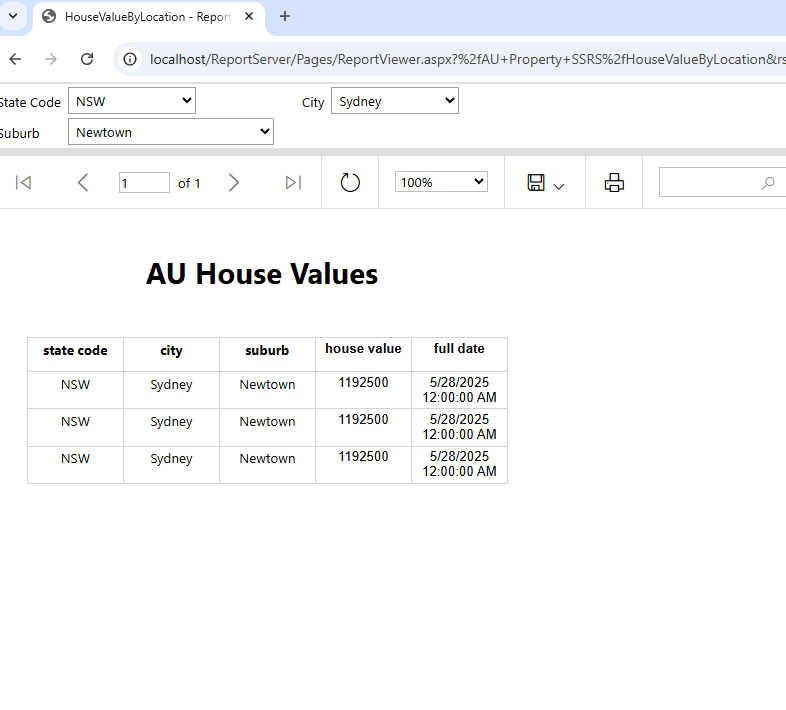 HouseValueByLocation - Report
localhost/ReportServer/Pages/ReportViewer.aspx?%2fAU+Property+SSRS%2fHouseValueByLocation&rs
State Code NSW City Sydney
Suburb Newtown
1 of 1 100%
AU House Values
state code city suburb house value full date
NSW Sydney Newtown 1192500 5/28/2025
12:00:00 AM
NSW Sydney Newtown 1192500 5/28/2025
12:00:00 AM
NSW Sydney Newtown 1192500 5/28/2025
12:00:00 AM